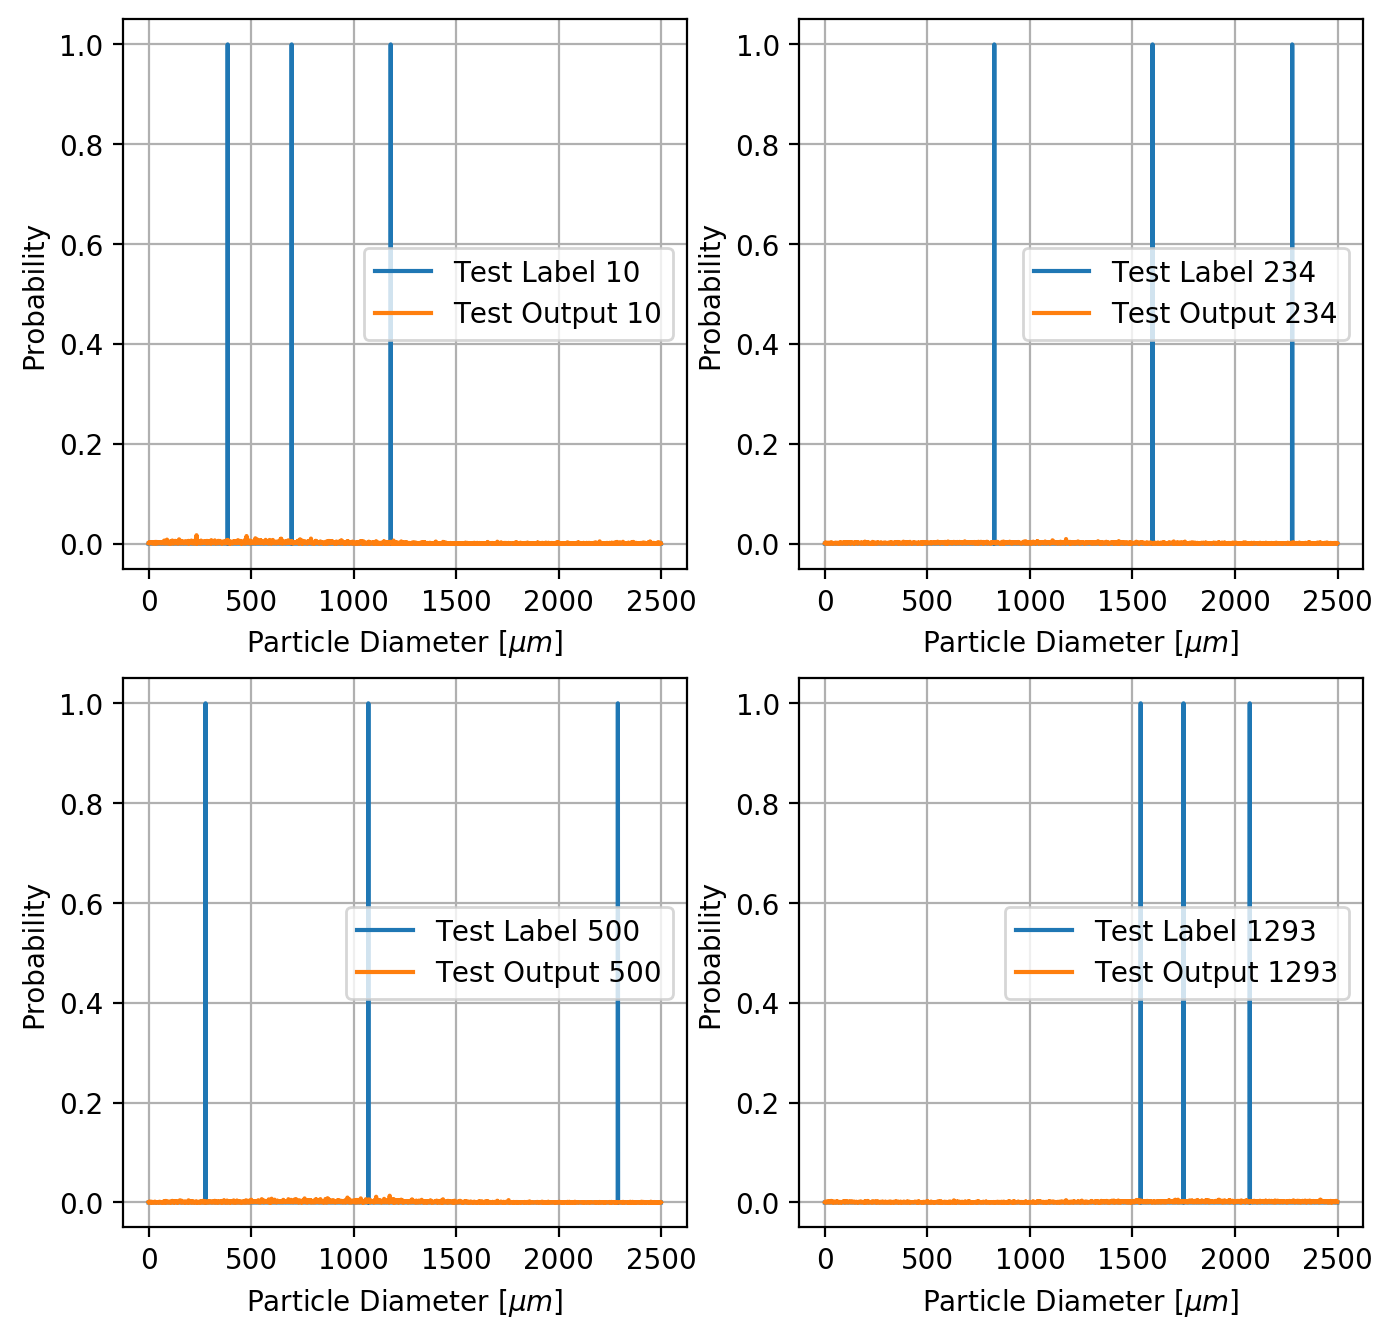 1.0
0.8
0.6
0.4
0.2
0.0
Probability
Test Label 10
Test Output 10
0 500 1000 1500 2000 2500
Particle Diameter [μm]
1.0
0.8
0.6
0.4
0.2
0.0
Probability
Test Label 234
Test Output 234
0 500 1000 1500 2000 2500
Particle Diameter [μm]
1.0
0.8
0.6
0.4
0.2
0.0
Probability
Test Label 500
Test Output 500
0 500 1000 1500 2000 2500
Particle Diameter [μm]
1.0
0.8
0.6
0.4
0.2
0.0
Probability
Test Label 1293
Test Output 1293
0 500 1000 1500 2000 2500
Particle Diameter [μm]